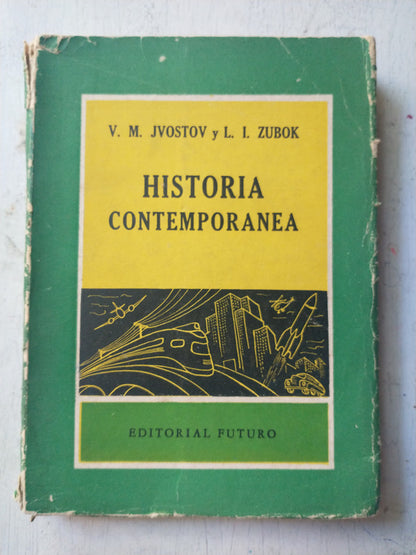 V. M. JVOSTOV y L. I. ZUBOK
HISTORIA
CONTEMPORANEA
EDITORIAL FUTURO